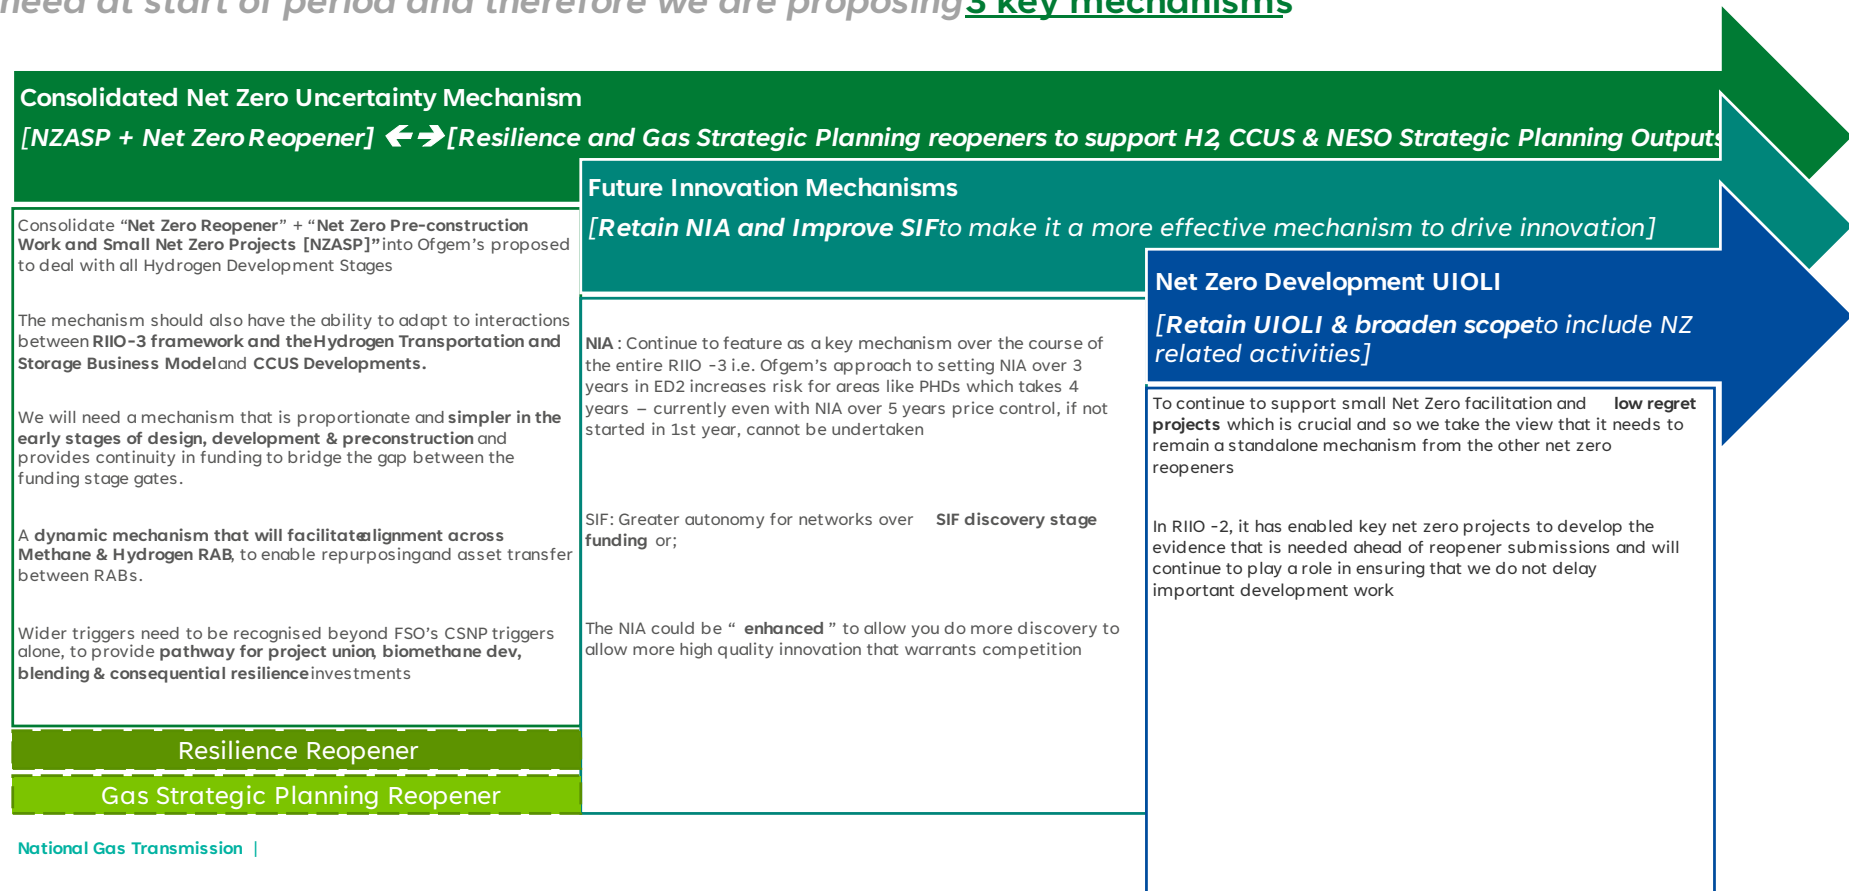 need at start of period and therefore we are proposing 3 key mechanisms
Consolidated Net Zero Uncertainty Mechanism
[NZASP + Net Zero Reopener] ←→ [Resilience and Gas Strategic Planning reopeners to support H2, CCUS & NESO Strategic Planning Outputs
Consolidate “Net Zero Reopener” + “Net Zero Pre-construction
Work and Small Net Zero Projects [NZASP]” into Ofgem’s proposed
to deal with all Hydrogen Development Stages
The mechanism should also have the ability to adapt to interactions
between RIIO-3 framework and the Hydrogen Transportation and
Storage Business Model and CCUS Developments.
We will need a mechanism that is proportionate and simpler in the
early stages of design, development & preconstruction and
provides continuity in funding to bridge the gap between the
funding stage gates.
A dynamic mechanism that will facilitate alignment across
Methane & Hydrogen RAB, to enable repurposing and asset transfer
between RABs.
Wider triggers need to be recognised beyond FSO’s CSNP triggers
alone, to provide pathway for project union, biomethane dev,
blending & consequential resilience investments
Resilience Reopener
Gas Strategic Planning Reopener
Future Innovation Mechanisms
[Retain NIA and Improve SIF to make it a more effective mechanism to drive innovation]
NIA : Continue to feature as a key mechanism over the course of
the entire RIIO -3 i.e. Ofgem’s approach to setting NIA over 3
years in ED2 increases risk for areas like PHDs which takes 4
years – currently even with NIA over 5 years price control, if not
started in 1st year, cannot be undertaken
SIF: Greater autonomy for networks over SIF discovery stage
funding or;
The NIA could be “ enhanced ” to allow you do more discovery to
allow more high quality innovation that warrants competition
Net Zero Development UIOLI
[Retain UIOLI & broaden scope to include NZ
related activities]
To continue to support small Net Zero facilitation and low regret
projects which is crucial and so we take the view that it needs to
remain a standalone mechanism from the other net zero
reopeners
In RIIO -2, it has enabled key net zero projects to develop the
evidence that is needed ahead of reopener submissions and will
continue to play a role in ensuring that we do not delay
important development work
National Gas Transmission |